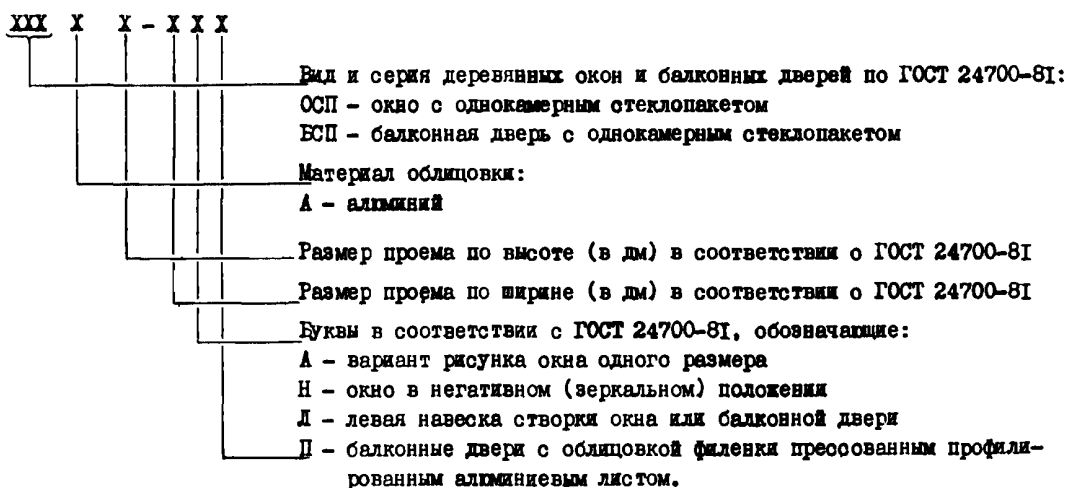 XXX X X – X X X
Вид и серия деревянных окон и балконных дверей по ГОСТ 24700-81:
ОСП – окно с однокамерным стеклопакетом
БСП – балконная дверь с однокамерным стеклопакетом
Материал облицовки:
А – алюминий
Размер проема по высоте (в дм) в соответствии с ГОСТ 24700-81
Размер проема по ширине (в дм) в соответствии с ГОСТ 24700-81
Буквы в соответствии с ГОСТ 24700-81, обозначающие:
А – вариант рисунка окна одного размера
Н – окно в негативном (зеркальном) положении
Л – левая навеска створки окна или балконной двери
П – балконные двери с облицовкой филенки прессованным профили-
рованным алюминиевым листом.